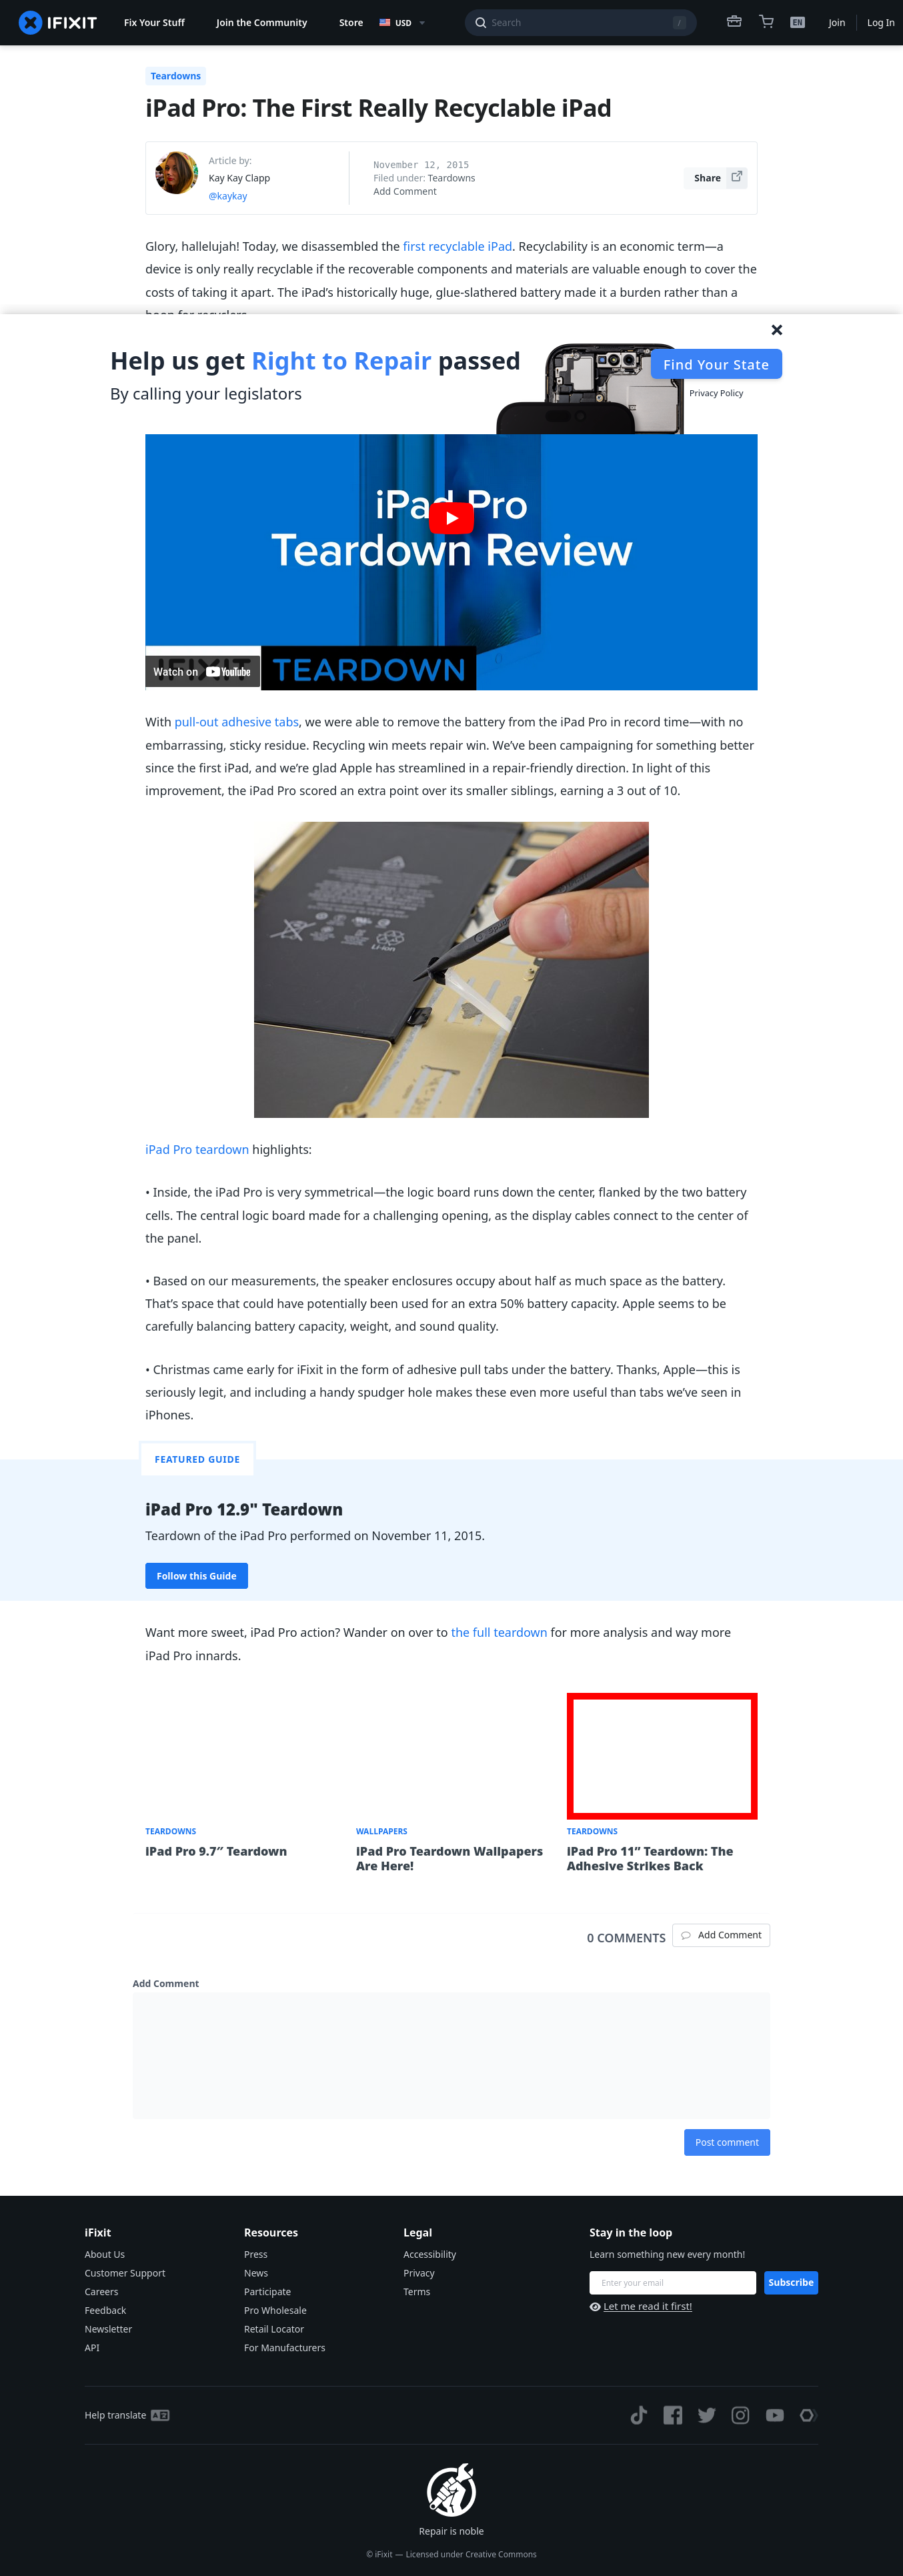 IFIXIT
Fix Your Stuff
Join the Community
Store
USD
Search
/
EN
Join
Log In
Teardowns
iPad Pro: The First Really Recyclable iPad
Article by:
Kay Kay Clapp
@kaykay
November 12, 2015
Filed under: Teardowns
Add Comment
Share
Glory, hallelujah! Today, we disassembled the first recyclable iPad. Recyclability is an economic term—a
device is only really recyclable if the recoverable components and materials are valuable enough to cover the
costs of taking it apart. The iPad’s historically huge, glue-slathered battery made it a burden rather than a
Help us get Right to Repair passed
By calling your legislators
Find Your State
Privacy Policy
iPad Pro
Teardown Review
IFIXIT TEARDOWN
Watch on YouTube
With pull-out adhesive tabs, we were able to remove the battery from the iPad Pro in record time—with no
embarrassing, sticky residue. Recycling win meets repair win. We’ve been campaigning for something better
since the first iPad, and we’re glad Apple has streamlined in a repair-friendly direction. In light of this
improvement, the iPad Pro scored an extra point over its smaller siblings, earning a 3 out of 10.
Li-ion
iPad Pro teardown highlights:
• Inside, the iPad Pro is very symmetrical—the logic board runs down the center, flanked by the two battery
cells. The central logic board made for a challenging opening, as the display cables connect to the center of
the panel.
• Based on our measurements, the speaker enclosures occupy about half as much space as the battery.
That’s space that could have potentially been used for an extra 50% battery capacity. Apple seems to be
carefully balancing battery capacity, weight, and sound quality.
• Christmas came early for iFixit in the form of adhesive pull tabs under the battery. Thanks, Apple—this is
seriously legit, and including a handy spudger hole makes these even more useful than tabs we’ve seen in
iPhones.
FEATURED GUIDE
iPad Pro 12.9" Teardown
Teardown of the iPad Pro performed on November 11, 2015.
Follow this Guide
Want more sweet, iPad Pro action? Wander on over to the full teardown for more analysis and way more
iPad Pro innards.
TEARDOWNS
iPad Pro 9.7″ Teardown
WALLPAPERS
iPad Pro Teardown Wallpapers
Are Here!
TEARDOWNS
iPad Pro 11” Teardown: The
Adhesive Strikes Back
0 COMMENTS
Add Comment
Add Comment
Post comment
iFixit
About Us
Customer Support
Careers
Feedback
Newsletter
API
Resources
Press
News
Participate
Pro Wholesale
Retail Locator
For Manufacturers
Legal
Accessibility
Privacy
Terms
Stay in the loop
Learn something new every month!
Enter your email
Subscribe
Let me read it first!
Help translate
Repair is noble
© iFixit — Licensed under Creative Commons